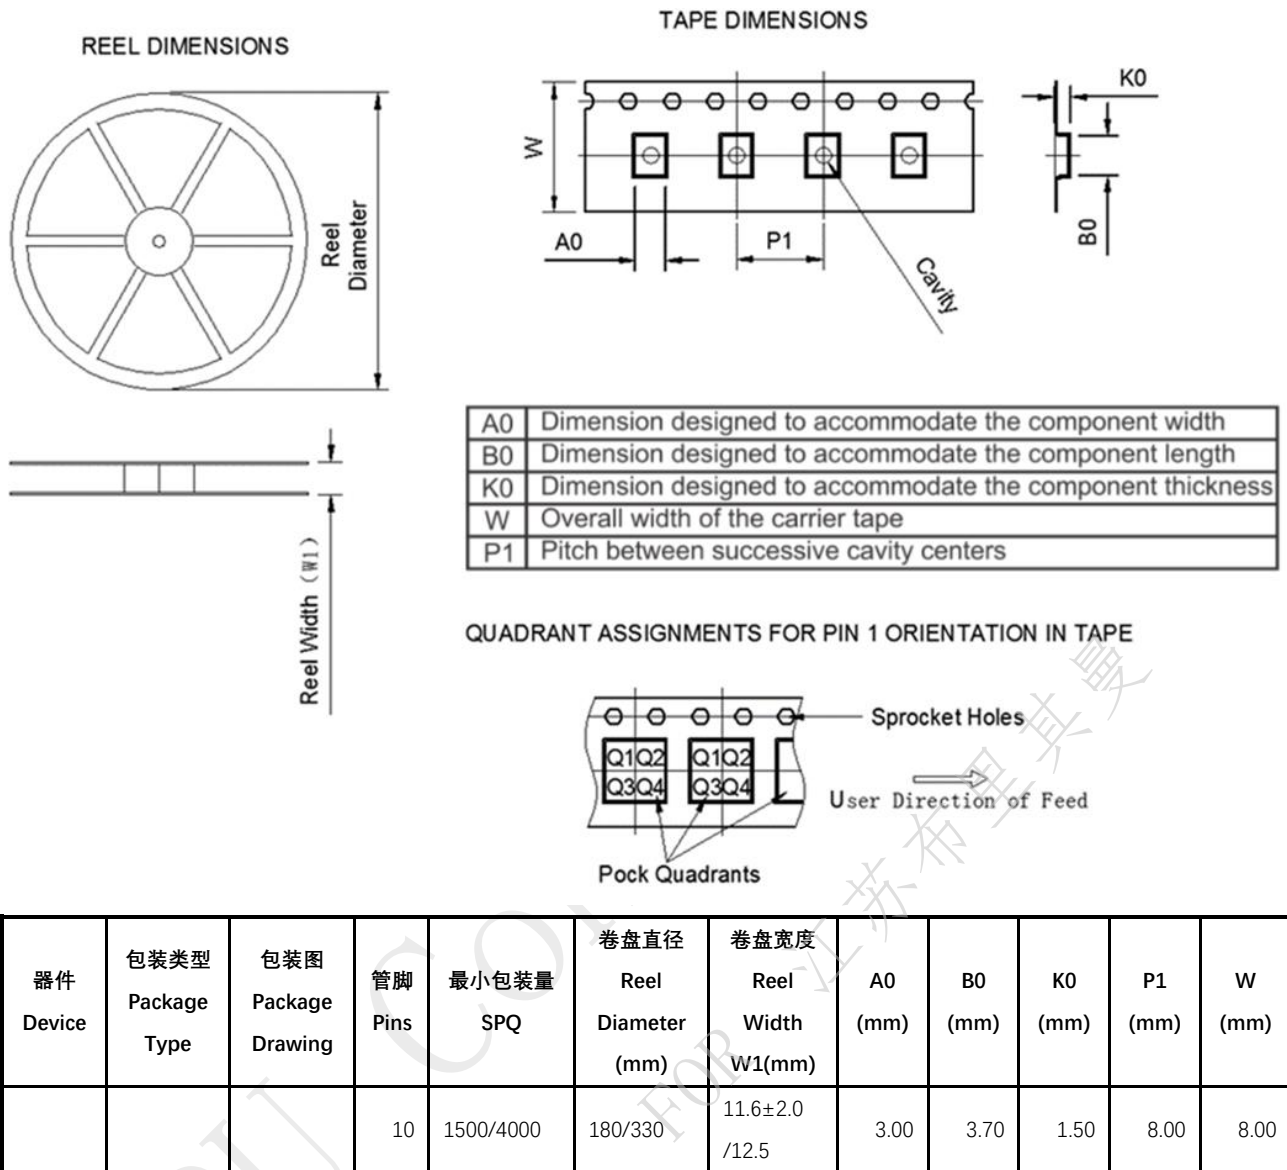 REEL DIMENSIONS
TAPE DIMENSIONS
Reel
Diameter
W
A0
P1
Cavity
K0
B0
Reel Width（W1）
A0 Dimension designed to accommodate the component width
B0 Dimension designed to accommodate the component length
K0 Dimension designed to accommodate the component thickness
W Overall width of the carrier tape
P1 Pitch between successive cavity centers
QUADRANT ASSIGNMENTS FOR PIN 1 ORIENTATION IN TAPE
Sprocket Holes
Q1 Q2 Q1 Q2
Q3 Q4 Q3 Q4
User Direction of Feed
Pock Quadrants
江苏布里其曼
FOR
器件
Device
包装类型
Package
Type
包装图
Package
Drawing
管脚
Pins
最小包装量
SPQ
卷盘直径
Reel
Diameter
(mm)
卷盘宽度
Reel
Width
W1(mm)
A0
(mm)
B0
(mm)
K0
(mm)
P1
(mm)
W
(mm)
10 1500/4000 180/330 11.6±2.0
/12.5
3.00 3.70 1.50 8.00 8.00